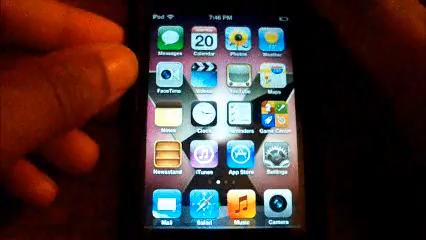 iPod 7:46 PM
Messages Calendar Photos Weather
20
FaceTime Videos YouTube Maps
Notes Clock Reminders Game Center
Newsstand iTunes App Store Settings
Mail Safari Music Camera